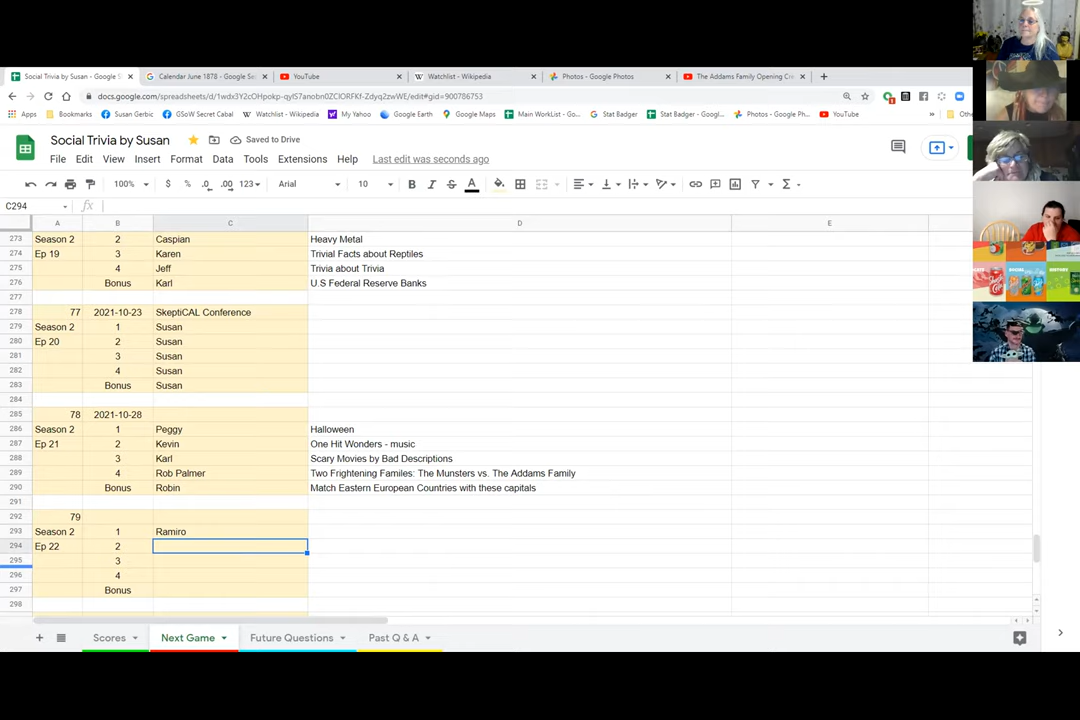 Social Trivia by Susan - Google S
Calendar June 1878 - Google Se
YouTube
Watchlist - Wikipedia
Photos - Google Photos
The Addams Family Opening Cr
Apps Bookmarks Susan Gerbic GSoW Secret Cabal Watchlist - Wikipedia My Yahoo Google Earth Google Maps Main WorkList - Go... Stat Badger Stat Badger - Googl... Photos - Google Ph... YouTube » Othe
Social Trivia by Susan Saved to Drive
File Edit View Insert Format Data Tools Extensions Help Last edit was seconds ago
100% $ % .0 .00 123 Arial 10 B I S A
C294 fx
A B C D E
273 Season 2 2 Caspian Heavy Metal
274 Ep 19 3 Karen Trivial Facts about Reptiles
275 4 Jeff Trivia about Trivia
276 Bonus Karl U.S Federal Reserve Banks
277
278 77 2021-10-23 SkeptiCAL Conference
279 Season 2 1 Susan
280 Ep 20 2 Susan
281 3 Susan
282 4 Susan
283 Bonus Susan
284
285 78 2021-10-28
286 Season 2 1 Peggy Halloween
287 Ep 21 2 Kevin One Hit Wonders - music
288 3 Karl Scary Movies by Bad Descriptions
289 4 Rob Palmer Two Frightening Familes: The Munsters vs. The Addams Family
290 Bonus Robin Match Eastern European Countries with these capitals
291
292 79
293 Season 2 1 Ramiro
294 Ep 22 2
295 3
296 4
297 Bonus
298
Scores Next Game Future Questions Past Q & A